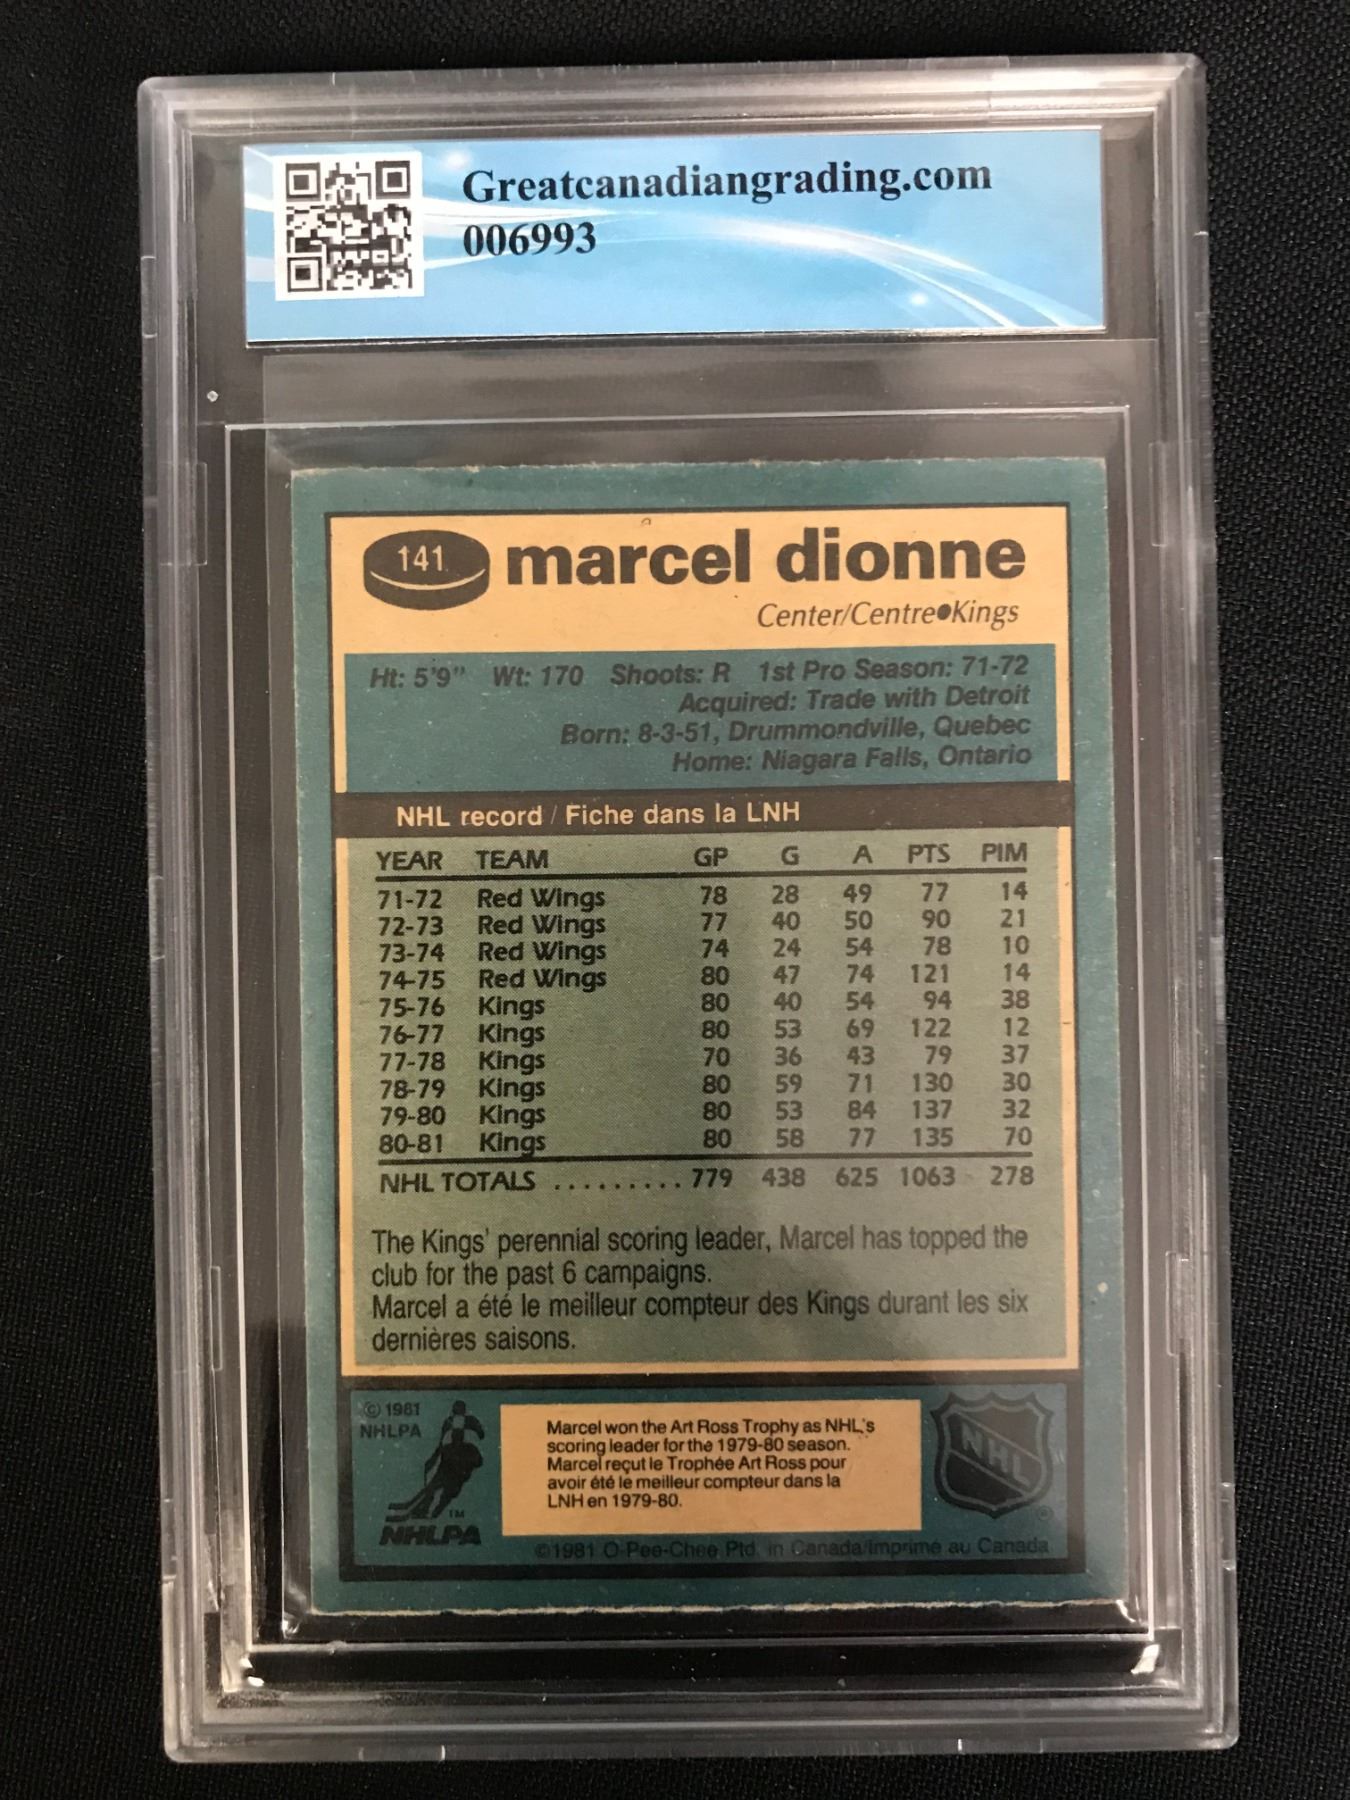 Greatcanadiangrading.com
006993
141 marcel dionne
Center/Centre●Kings
Ht: 5'9" Wt: 170 Shoots: R 1st Pro Season: 71-72
Acquired: Trade with Detroit
Born: 8-3-51, Drummondville, Quebec
Home: Niagara Falls, Ontario
NHL record / Fiche dans la LNH
YEAR TEAM GP G A PTS PIM
71-72 Red Wings 78 28 49 77 14
72-73 Red Wings 77 40 50 90 21
73-74 Red Wings 74 24 54 78 10
74-75 Red Wings 80 47 74 121 14
75-76 Kings 80 40 54 94 38
76-77 Kings 80 53 69 122 12
77-78 Kings 70 36 43 79 37
78-79 Kings 80 59 71 130 30
79-80 Kings 80 53 84 137 32
80-81 Kings 80 58 77 135 70
NHL TOTALS ......... 779 438 625 1063 278
The Kings' perennial scoring leader, Marcel has topped the
club for the past 6 campaigns.
Marcel a été le meilleur compteur des Kings durant les six
dernières saisons.
© 1981
NHLPA
TM
NHLPA
Marcel won the Art Ross Trophy as NHL's
scoring leader for the 1979-80 season.
Marcel reçut le Trophée Art Ross pour
avoir été le meilleur compteur dans la
LNH en 1979-80.
NHL
®
©1981 O-Pee-Chee Ptd. in Canada/Imprimé au Canada